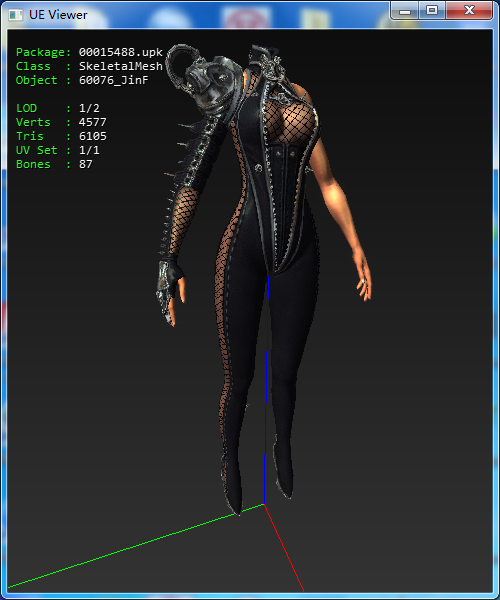 UE Viewer
Package: 00015488.upk
Class : SkeletalMesh
Object : 60076_JinF
LOD : 1/2
Verts : 4577
Tris : 6105
UV Set : 1/1
Bones : 87